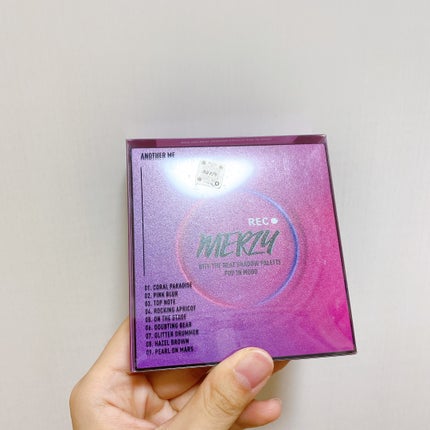 ANOTHER ME
REC
MERZY
BITE THE BEAT SHADOW PALETTE
POP IN MOOD
01. CORAL PARADISE
02. PINK BLUR
03. TOP NOTE
04. ROCKING APRICOT
05. ON THE STAGE
06. DOUBTING BEAR
07. GLITTER DRUMMER
08. HAZEL BROWN
09. PEARL ON MARS